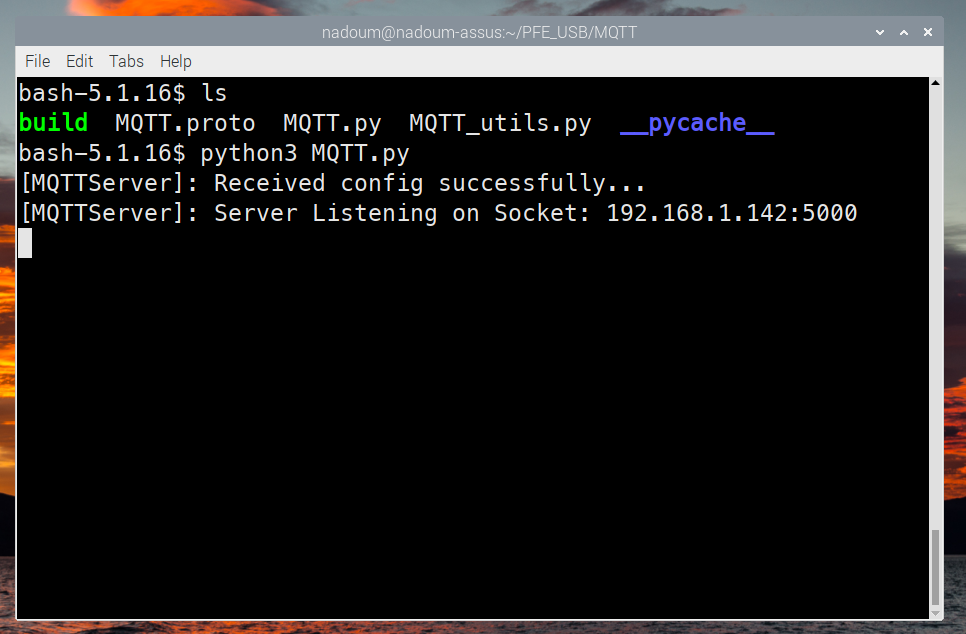 nadoum@nadoum-assus:~/PFE_USB/MQTT
File Edit Tabs Help
bash-5.1.16$ ls
build MQTT.proto MQTT.py MQTT_utils.py __pycache__
bash-5.1.16$ python3 MQTT.py
[MQTTServer]: Received config successfully...
[MQTTServer]: Server Listening on Socket: 192.168.1.142:5000